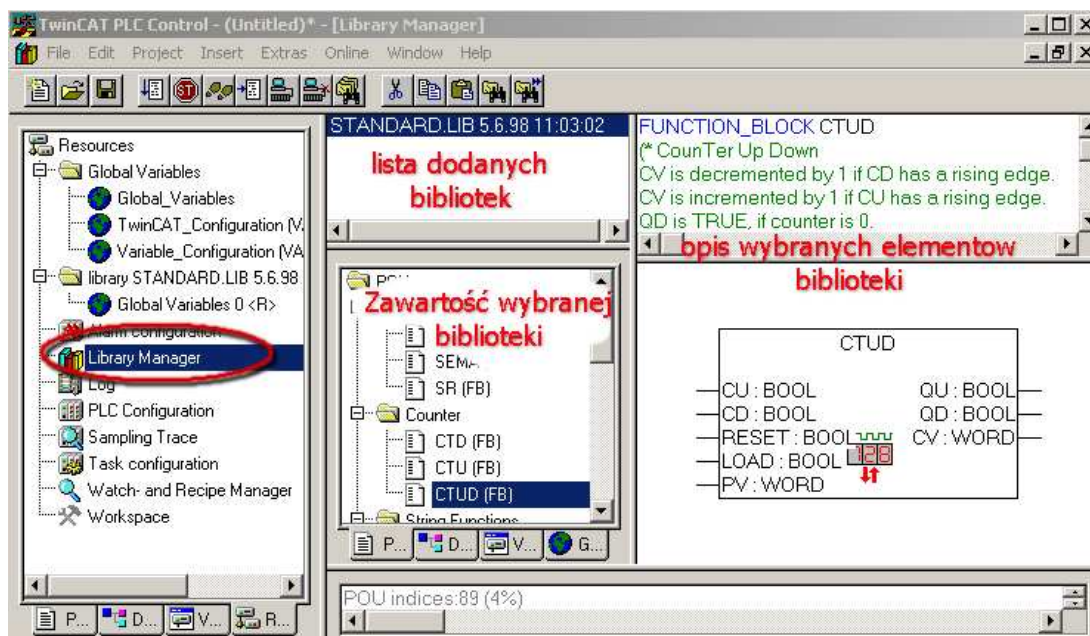 TwinCAT PLC Control - (Untitled)* - [Library Manager]
File Edit Project Insert Extras Online Window Help
Resources
Global Variables
Global_Variables
TwinCAT_Configuration (V.
Variable_Configuration (VA
library STANDARD.LIB 5.6.98
Global Variables 0 <R>
Alarm configuration
Library Manager
Log
PLC Configuration
Sampling Trace
Task configuration
Watch- and Recipe Manager
Workspace
P... D... V... R...
STANDARD.LIB 5.6.98 11:03:02
lista dodanych
bibliotek
Zawartość wybranej
biblioteki
SR (FB)
Counter
CTD (FB)
CTU (FB)
CTUD (FB)
String Functions
P... D... V... G...
FUNCTION_BLOCK CTUD
(* CounTer Up Down
CV is decremented by 1 if CD has a rising edge.
CV is incremented by 1 if CU has a rising edge.
QD is TRUE, if counter is 0.
opis wybranych elementow
biblioteki
CTUD
CU : BOOL QU : BOOL
CD : BOOL QD : BOOL
RESET : BOOL CV : WORD
LOAD : BOOL 128
PV : WORD
POU indices:89 (4%)